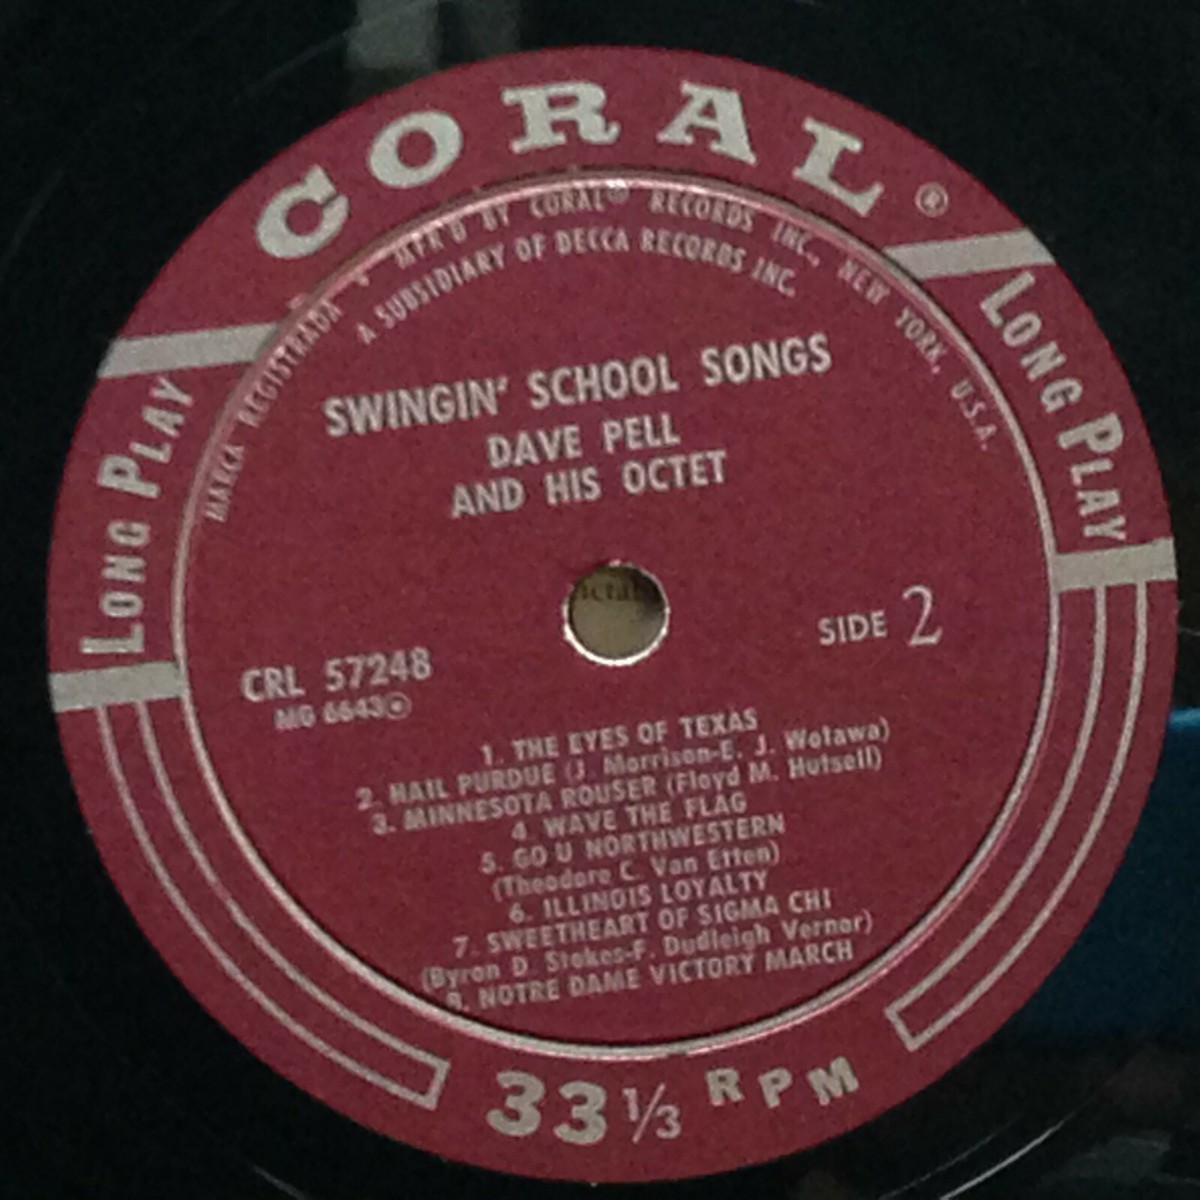 CORAL®
LONG PLAY
LONG PLAY
MARCA REGISTRADA • MFR'D BY CORAL® RECORDS INC., NEW YORK, U.S.A.
A SUBSIDIARY OF DECCA RECORDS INC.
SWINGIN' SCHOOL SONGS
DAVE PELL
AND HIS OCTET
SIDE 2
CRL 57248
MG 6643
1. THE EYES OF TEXAS
2. HAIL PURDUE (J. Morrison-E. J. Wotawa)
3. MINNESOTA ROUSER (Floyd M. Hutsell)
4. WAVE THE FLAG
5. GO U NORTHWESTERN
(Theodore C. Van Etten)
6. ILLINOIS LOYALTY
7. SWEETHEART OF SIGMA CHI
(Byron D. Stokes-F. Dudleigh Vernor)
8. NOTRE DAME VICTORY MARCH
33 1/3 RPM